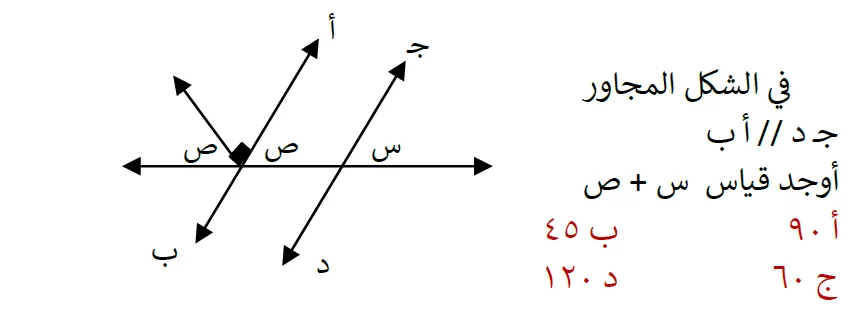 في الشكل المجاور
جـ د // أ ب
أوجد قياس س + ص
أ ٩٠ ب ٤٥
ج ٦٠ د ١٢٠
أ
جـ
ص
ص
س
ب
د